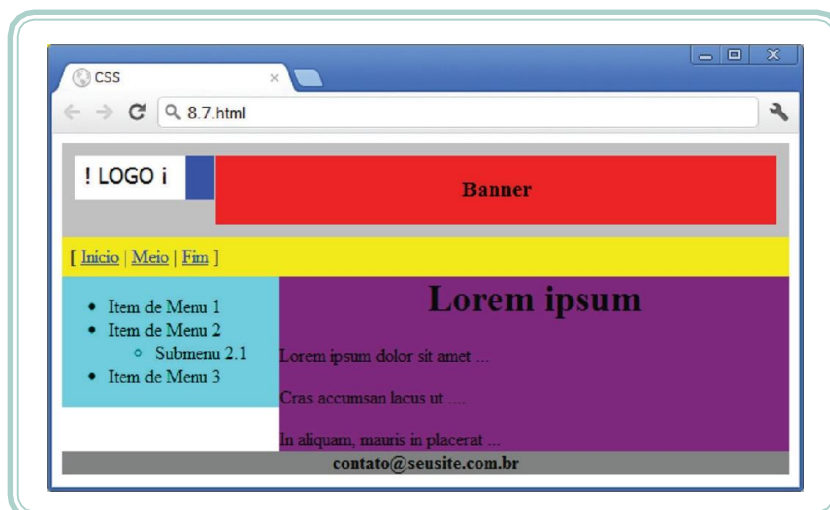 CSS
8.7.html
! LOGO ¡
Banner
[ Início | Meio | Fim ]
Lorem ipsum
• Item de Menu 1
• Item de Menu 2
◦ Submenu 2.1
• Item de Menu 3
Lorem ipsum dolor sit amet ...
Cras accumsan lacus ut ....
In aliquam, mauris in placerat ...
contato@seusite.com.br